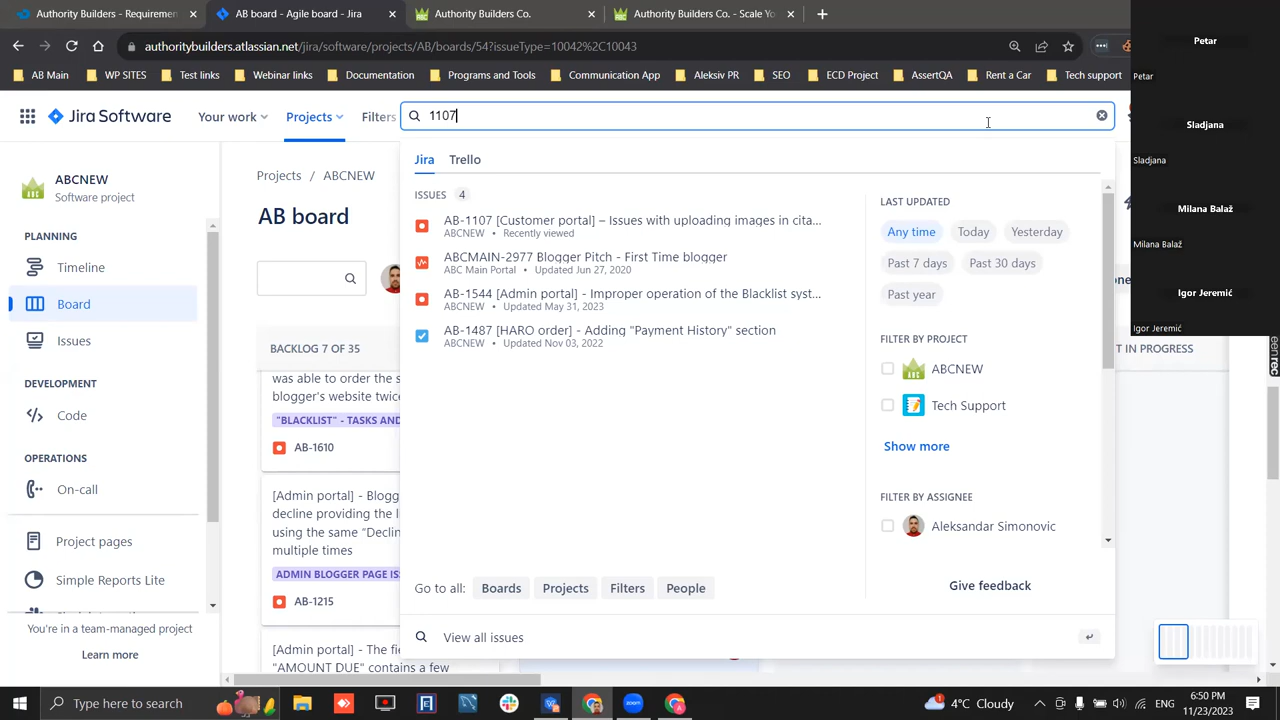 Atlassian Builders - Requirement
AB board - Agile board - Jira
Authority Builders Co.
Authority Builders Co. - Scale Yo
authoritybuilders.atlassian.net/jira/software/projects/AB/boards/54?issueType=10042%2C10043
AB Main
WP SITES
Test links
Webinar links
Documentation
Programs and Tools
Communication App
Aleksiv PR
SEO
ECD Project
AssertQA
Rent a Car
Tech support
Jira Software
Your work
Projects
Filters
1107
ABCNEW
Software project
PLANNING
Timeline
Board
Issues
DEVELOPMENT
Code
OPERATIONS
On-call
Project pages
Simple Reports Lite
You're in a team-managed project
Learn more
Projects / ABCNEW
AB board
BACKLOG 7 OF 35
was able to order the s
blogger's website twice
"BLACKLIST" - TASKS AND
AB-1610
[Admin portal] - Blogg
decline providing the l
using the same "Declin
multiple times
ADMIN BLOGGER PAGE IS
AB-1215
[Admin portal] - The fie
"AMOUNT DUE" contains a few
Jira
Trello
ISSUES 4
AB-1107 [Customer portal] – Issues with uploading images in cita...
ABCNEW • Recently viewed
ABCMAIN-2977 Blogger Pitch - First Time blogger
ABC Main Portal • Updated Jun 27, 2020
AB-1544 [Admin portal] - Improper operation of the Blacklist syst...
ABCNEW • Updated May 31, 2023
AB-1487 [HARO order] - Adding "Payment History" section
ABCNEW • Updated Nov 03, 2022
Go to all:
Boards
Projects
Filters
People
View all issues
LAST UPDATED
Any time
Today
Yesterday
Past 7 days
Past 30 days
Past year
FILTER BY PROJECT
ABCNEW
Tech Support
Show more
FILTER BY ASSIGNEE
Aleksandar Simonovic
Give feedback
one
T IN PROGRESS
Petar
Petar
Sladjana
Sladjana
Milana Balaž
Milana Balaž
Igor Jeremić
Igor Jeremić
eenrec
Type here to search
4°C Cloudy
ENG
6:50 PM
11/23/2023